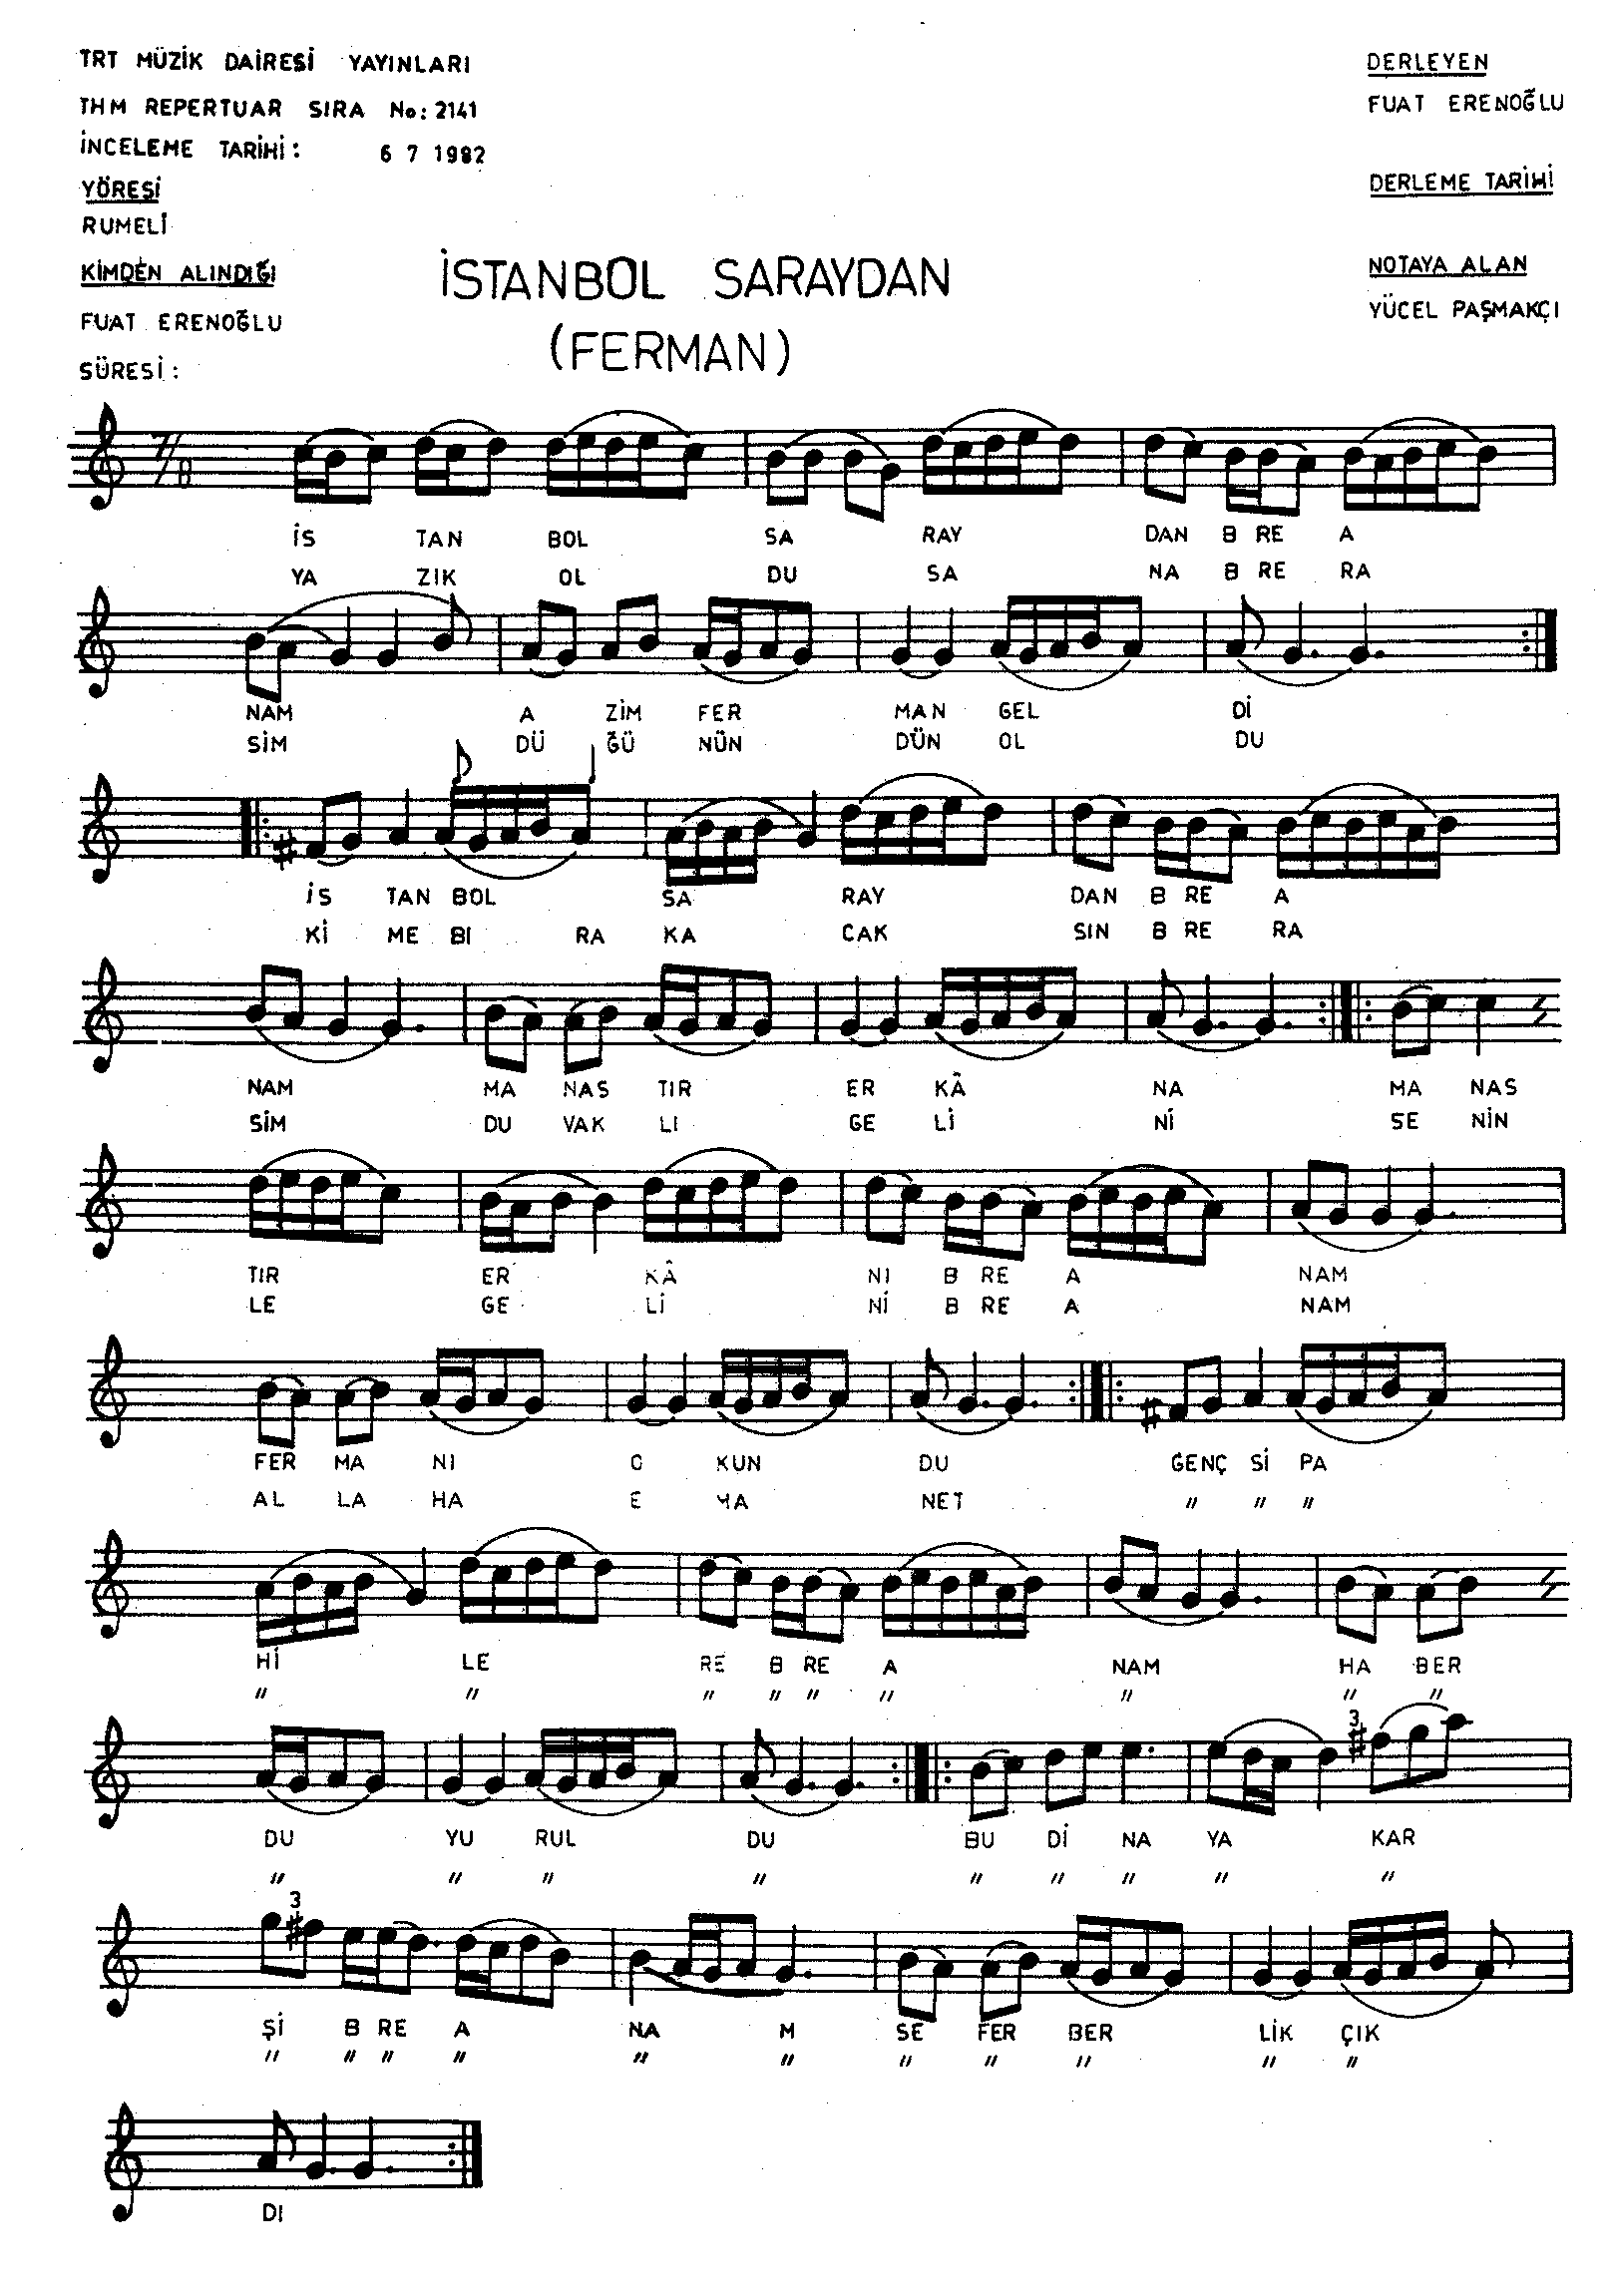 TRT MÜZİK DAİRESİ YAYINLARI
THM REPERTUAR SIRA No: 2141
İNCELEME TARİHİ: 6 7 1982
YÖRESİ
RUMELİ
KİMDEN ALINDIĞI
FUAT ERENOĞLU
SÜRESİ:
DERLEYEN
FUAT ERENOĞLU
DERLEME TARİHİ
NOTAYA ALAN
YÜCEL PAŞMAKÇI
İSTANBOL SARAYDAN
(FERMAN)
7/8
İS TAN BOL SA RAY DAN B RE A
YA ZIK OL DU SA NA B RE RA
NAM A ZİM FER MAN GEL Dİ
SİM DÜ ĞÜ NÜN DÜN OL DU
İS TAN BOL SA RAY DAN B RE A
Kİ ME BI RA KA CAK SIN B RE RA
NAM MA NAS TIR ER KÂ NA MA NAS
SİM DU VAK LI GE Lİ Nİ SE NİN
TIR ER KÂ NI B RE A NAM
LE GE Lİ Nİ B RE A NAM
FER MA NI O KUN DU GENÇ Sİ PA
AL LA HA E MA NET " " "
Hİ LE RE B RE A NAM HA BER
" " " " " " " " "
3
DU YU RUL DU BU Dİ NA YA KAR
" " " " " " " " "
3
Şİ B RE A NA M SE FER BER LİK ÇIK
" " " " " " " " " " "
DI